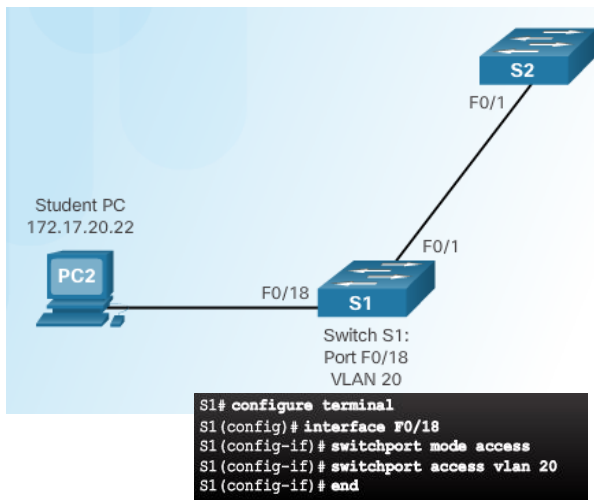 S2
F0/1
Student PC
172.17.20.22
PC2
F0/1
F0/18
S1
Switch S1:
Port F0/18
VLAN 20
S1# configure terminal
S1(config)# interface F0/18
S1(config-if)# switchport mode access
S1(config-if)# switchport access vlan 20
S1(config-if)# end